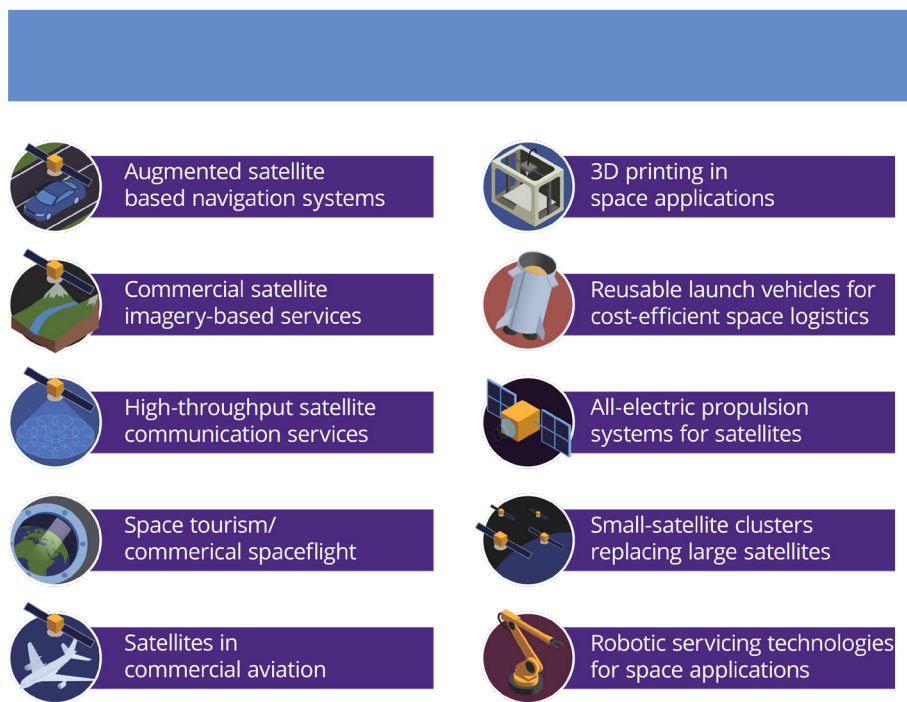 Augmented satellite
based navigation systems
Commercial satellite
imagery-based services
High-throughput satellite
communication services
Space tourism/
commerical spaceflight
Satellites in
commercial aviation
3D printing in
space applications
Reusable launch vehicles for
cost-efficient space logistics
All-electric propulsion
systems for satellites
Small-satellite clusters
replacing large satellites
Robotic servicing technologies
for space applications